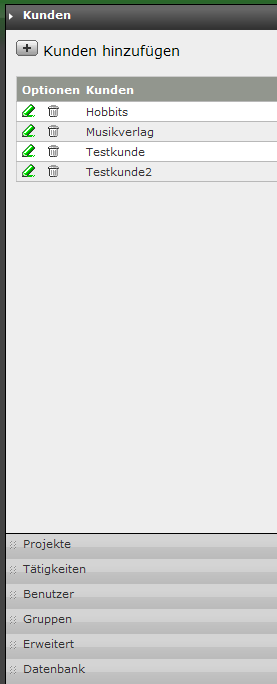 Kunden
Kunden hinzufügen
Optionen Kunden
Hobbits
Musikverlag
Testkunde
Testkunde2
Projekte
Tätigkeiten
Benutzer
Gruppen
Erweitert
Datenbank